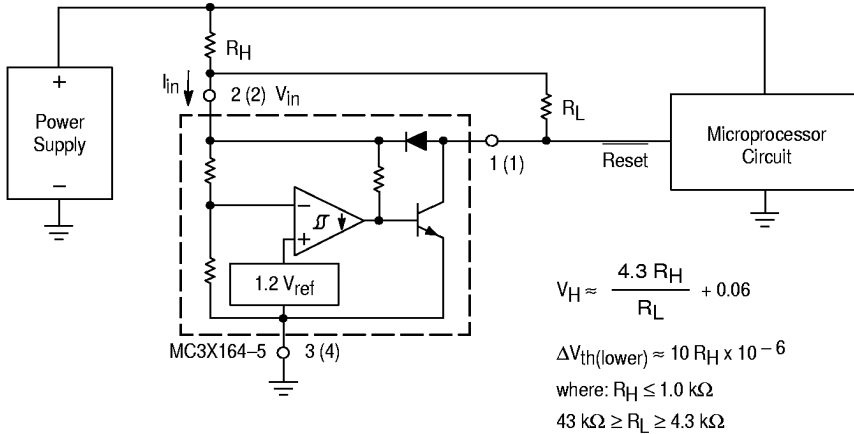 R_H
I_in
2 (2) V_in
+
Power
Supply
−
R_L
Microprocessor
Circuit
1 (1)
Reset
−
+
1.2 V_ref
MC3X164–5 3 (4)
V_H ≈ 4.3 R_H / R_L + 0.06
ΔV_th(lower) ≈ 10 R_H x 10^−6
where: R_H ≤ 1.0 kΩ
43 kΩ ≥ R_L ≥ 4.3 kΩ